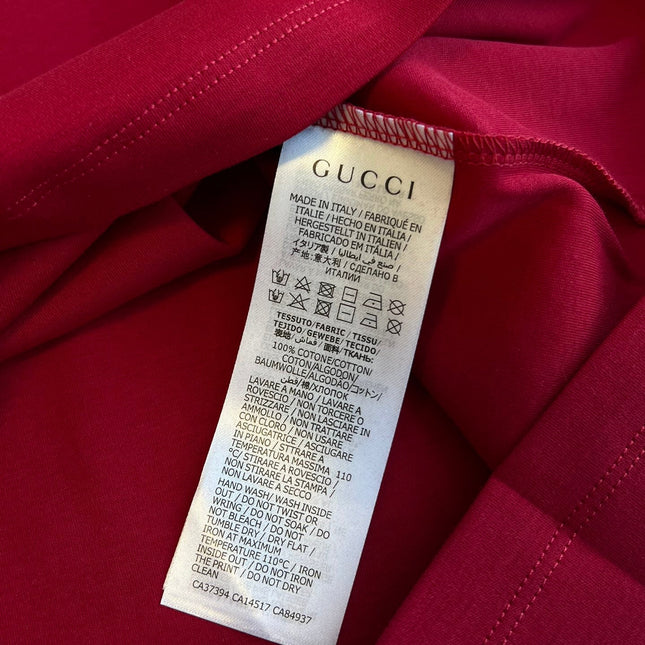 GUCCI
MADE IN ITALY / FABRIQUÉ EN
ITALIE / HECHO EN ITALIA /
HERGESTELLT IN ITALIEN /
FABRICADO EM ITALIA /
イタリア製 / صنع في ايطاليا /
产地:意大利 / СДЕЛАНО В
ИТАЛИИ
TESSUTO/FABRIC / TISSU/
TEJIDO/ GEWEBE/ TECIDO/
表地/ قماش/ 面料/ ТКАНЬ:
100% COTONE/COTTON/
COTON/ALGODON/
BAUMWOLLE/ALGODÃO/コットン/
قطن/棉/ХЛОПОК
LAVARE A MANO / LAVARE A
ROVESCIO / NON TORCERE O
STRIZZARE / NON LASCIARE IN
AMMOLLO / NON TRATTARE
CON CLORO / NON USARE
ASCIUGATRICE / ASCIUGARE
IN PIANO / STTRARE A
TEMPERATURA MASSIMA 110
°C/ STIRARE A ROVESCIO /
NON STIRARE LA STAMPA /
NON LAVARE A SECCO
HAND WASH/ WASH INSIDE
OUT / DO NOT TWIST OR
WRING / DO NOT SOAK / DO
NOT BLEACH / DO NOT
TUMBLE DRY / DRY FLAT /
IRON AT MAXIMUM
TEMPERATURE 110°C / IRON
INSIDE OUT / DO NOT IRON
THE PRINT / DO NOT DRY
CLEAN
CA37394 CA14517 CA84937